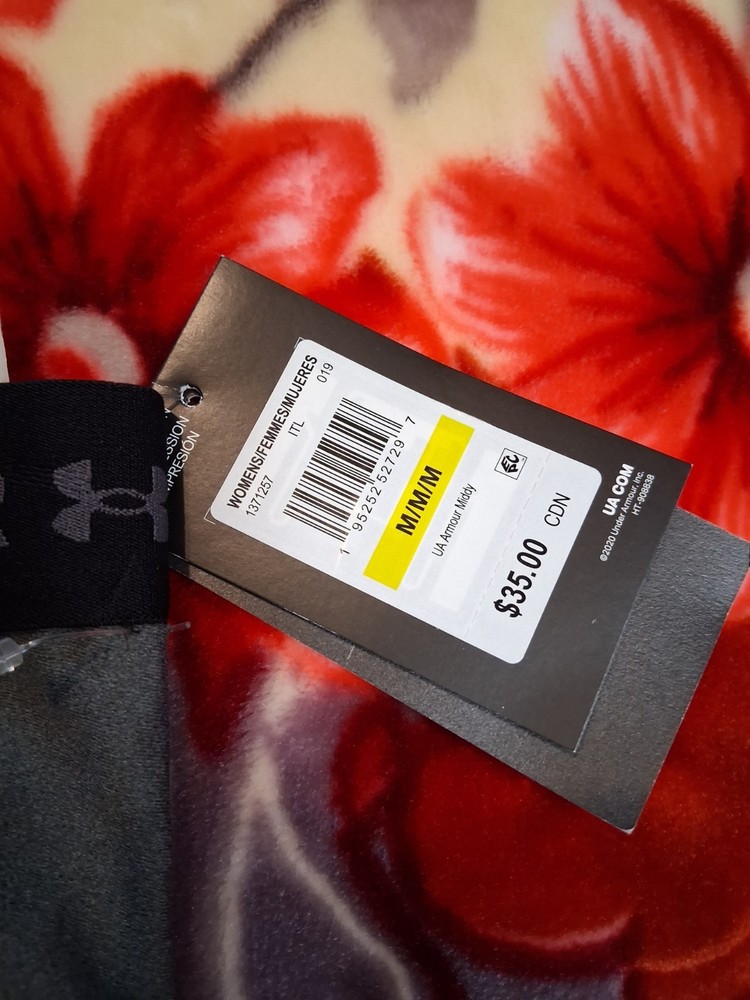 WOMENS/FEMMES/MUJERES
1371257 ITL 019
1 95252 52729 7
M/M/M
UA Armour Middy
EPC
$35.00 CDN
UA.COM
©2020 Under Armour, Inc.
HT-908838